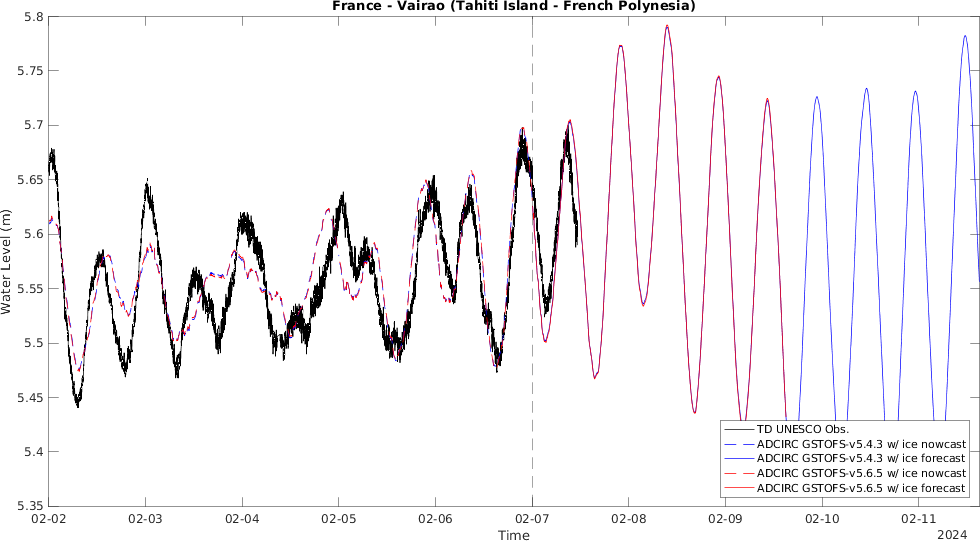 France - Vairao (Tahiti Island - French Polynesia)
5.8
5.75
5.7
5.65
5.6
5.55
5.5
5.45
5.4
5.35
Water Level (m)
TD UNESCO Obs.
ADCIRC GSTOFS-v5.4.3 w/ ice nowcast
ADCIRC GSTOFS-v5.4.3 w/ ice forecast
ADCIRC GSTOFS-v5.6.5 w/ ice nowcast
ADCIRC GSTOFS-v5.6.5 w/ ice forecast
02-02 02-03 02-04 02-05 02-06 02-07 02-08 02-09 02-10 02-11
Time
2024